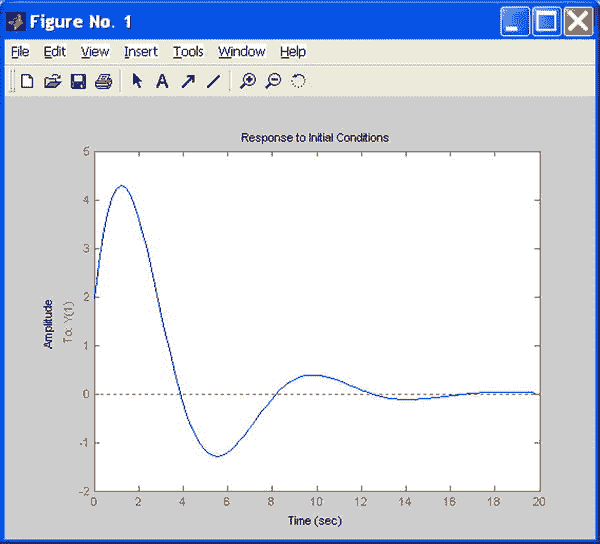 Figure No. 1
File Edit View Insert Tools Window Help
A
Response to Initial Conditions
5
4
3
2
1
0
-1
-2
Amplitude
To: Y(1)
0 2 4 6 8 10 12 14 16 18 20
Time (sec)